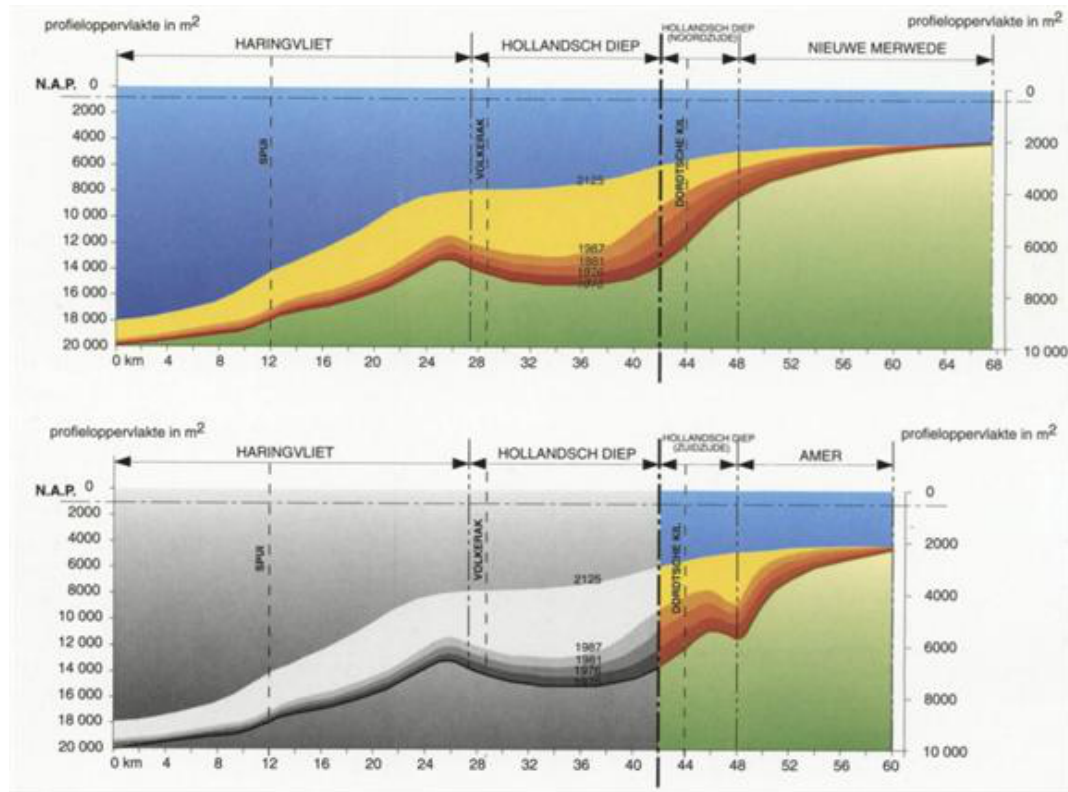 profieloppervlakte in m²
profieloppervlakte in m²
HARINGVLIET
HOLLANDSCH DIEP
HOLLANDSCH DIEP
(NOORDZIJDE)
NIEUWE MERWEDE
N.A.P. 0
2000
4000
6000
8000
10 000
12 000
14 000
16 000
18 000
20 000
SPUI
VOLKERAK
DORDTSCHE KIL
2125
1987
1981
1976
0
2000
4000
6000
8000
10 000
0 km 4 8 12 16 20 24 28 32 36 40 44 48 52 56 60 64 68
profieloppervlakte in m²
profieloppervlakte in m²
HARINGVLIET
HOLLANDSCH DIEP
HOLLANDSCH DIEP
(ZUIDZIJDE)
AMER
N.A.P. 0
2000
4000
6000
8000
10 000
12 000
14 000
16 000
18 000
20 000
SPUI
VOLKERAK
DORDTSCHE KIL
2125
1987
1981
1976
0
2000
4000
6000
8000
10 000
0 km 4 8 12 16 20 24 28 32 36 40 44 48 52 56 60